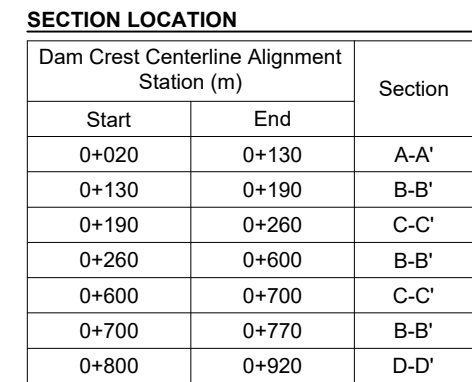 SECTION LOCATION
Dam Crest Centerline Alignment
Station (m)
Section
Start End
0+020 0+130 A-A'
0+130 0+190 B-B'
0+190 0+260 C-C'
0+260 0+600 B-B'
0+600 0+700 C-C'
0+700 0+770 B-B'
0+800 0+920 D-D'